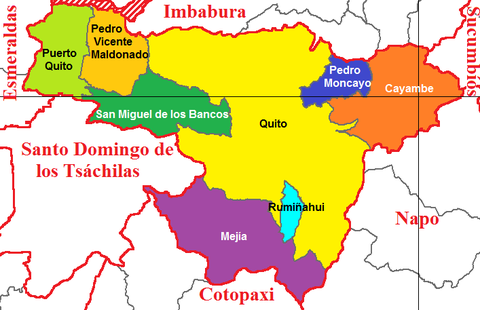 Imbabura
Esmeraldas
Sucumbíos
Puerto
Quito
Pedro
Vicente
Maldonado
Pedro
Moncayo
Cayambe
San Miguel de los Bancos
Quito
Santo Domingo de
los Tsáchilas
Rumiñahui
Napo
Mejía
Cotopaxi